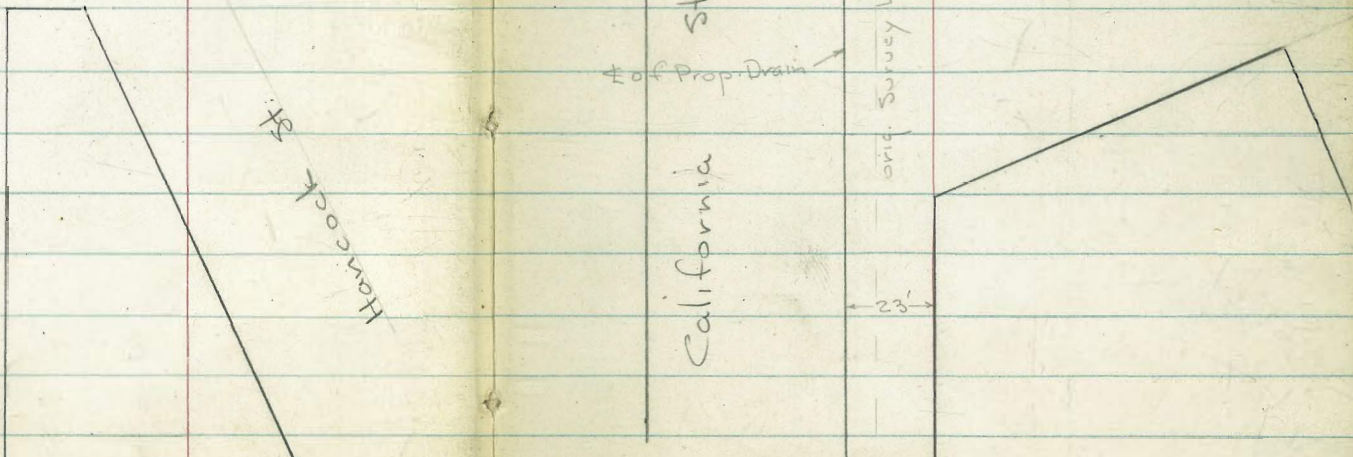 Hancock St.
California St
℄ of Prop. Drain
orig. Survey
23'